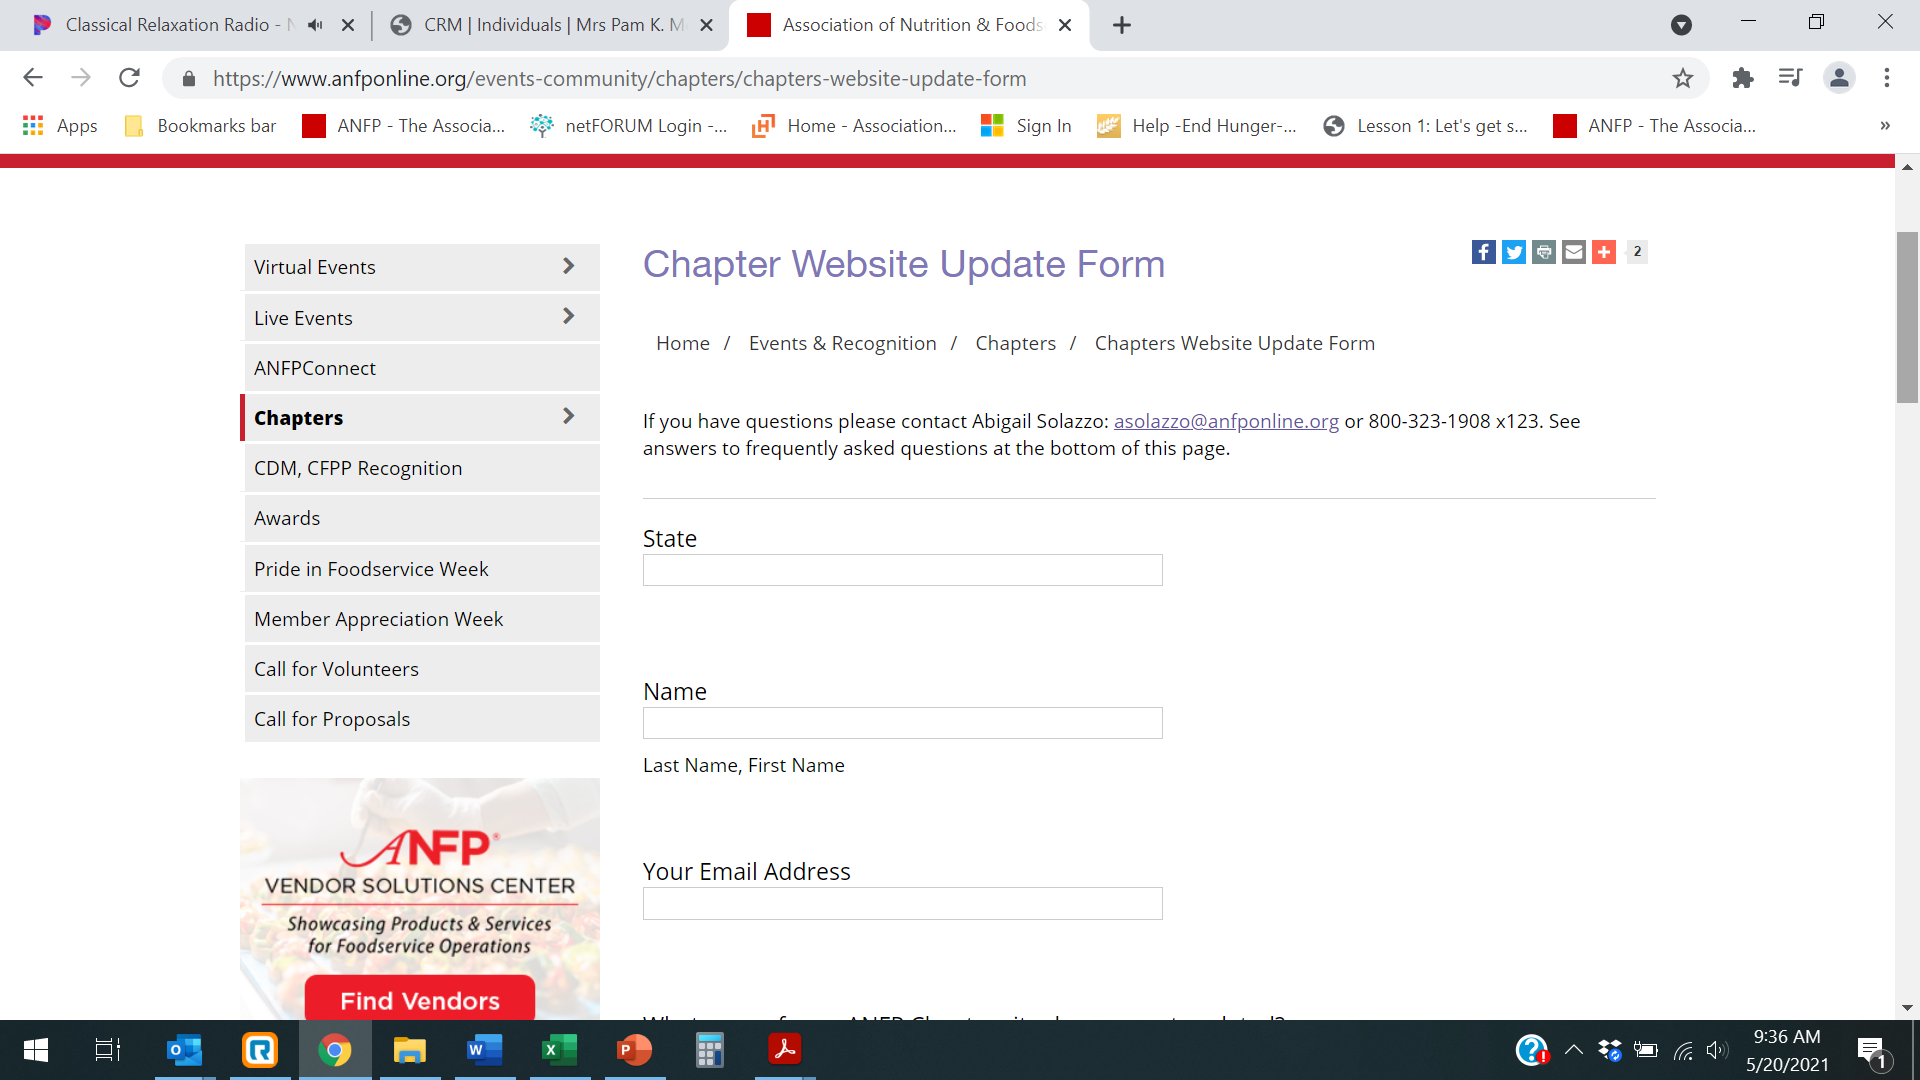 Classical Relaxation Radio - N
CRM | Individuals | Mrs Pam K. M
Association of Nutrition & Foods
https://www.anfponline.org/events-community/chapters/chapters-website-update-form
Apps
Bookmarks bar
ANFP - The Associa...
netFORUM Login -...
Home - Association...
Sign In
Help -End Hunger-...
Lesson 1: Let's get s...
ANFP - The Associa...
»
Virtual Events
Live Events
ANFPConnect
Chapters
CDM, CFPP Recognition
Awards
Pride in Foodservice Week
Member Appreciation Week
Call for Volunteers
Call for Proposals
ANFP®
VENDOR SOLUTIONS CENTER
Showcasing Products & Services
for Foodservice Operations
Find Vendors
Chapter Website Update Form
2
Home / Events & Recognition / Chapters / Chapters Website Update Form
If you have questions please contact Abigail Solazzo: asolazzo@anfponline.org or 800-323-1908 x123. See
answers to frequently asked questions at the bottom of this page.
State
Name
Last Name, First Name
Your Email Address
9:36 AM
5/20/2021
1